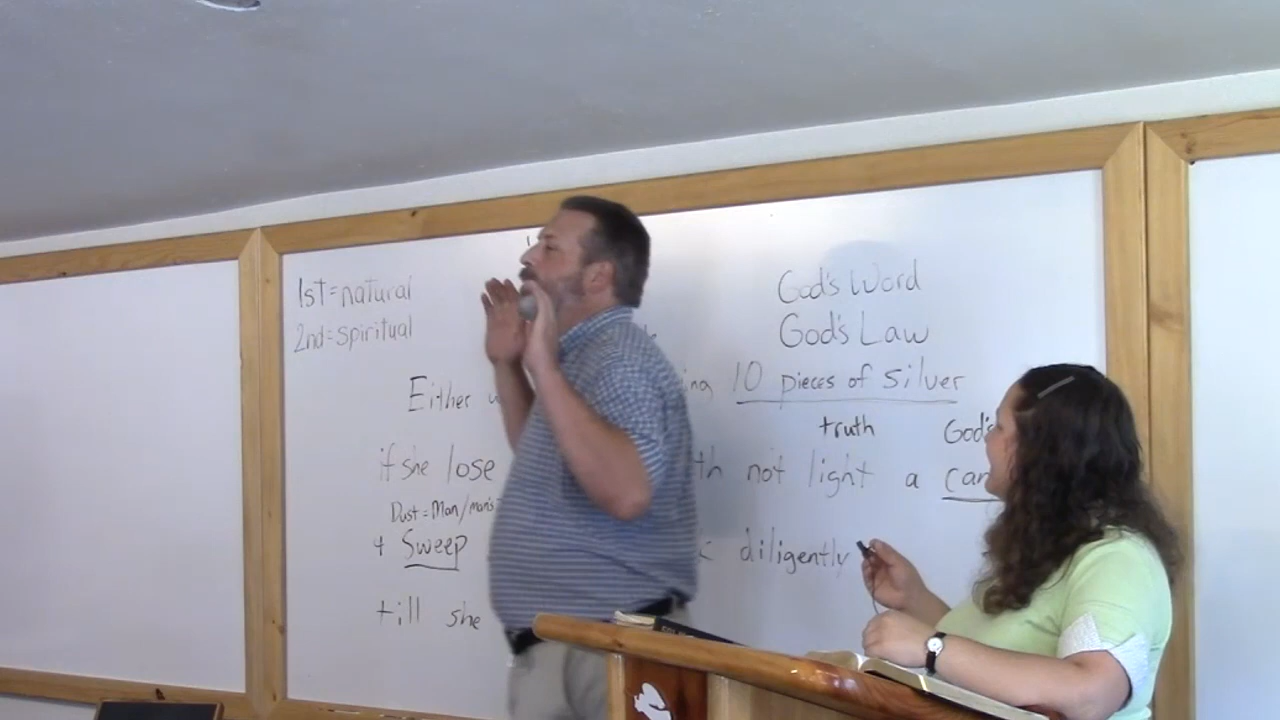 1st=natural
2nd=spiritual
God's Word
God's Law
Either
10 pieces of silver
truth God's
if she lose not light a
Dust=Man/man's
& Sweep diligently
till she